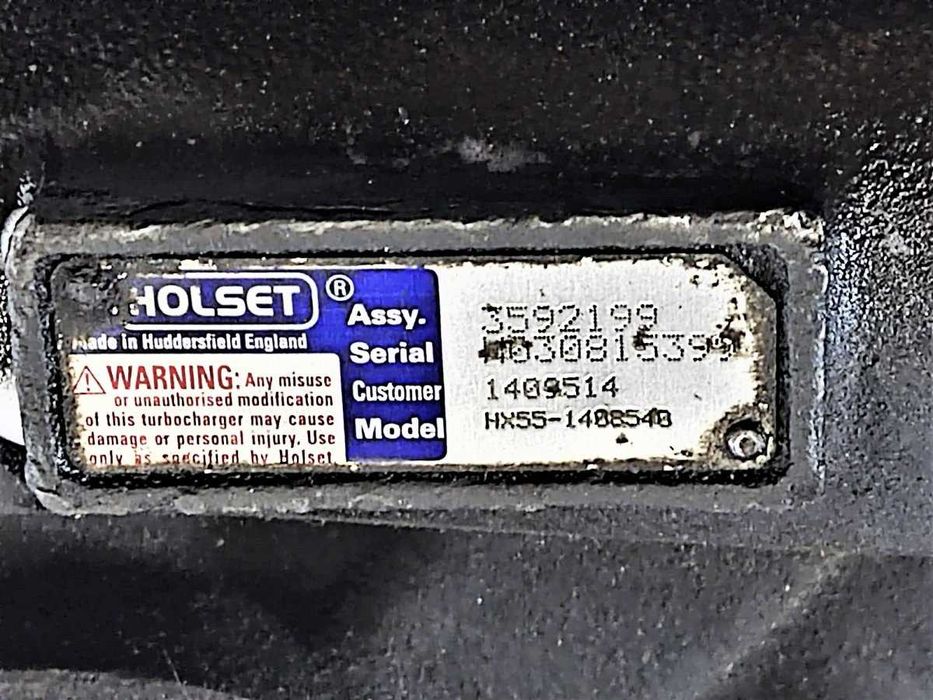 HOLSET ®
Made in Huddersfield England
WARNING: Any misuse
or unauthorised modification
of this turbocharger may cause
damage or personal injury. Use
only as specified by Holset
Assy. 3592199
Serial
Customer 1409514
Model HX55-1408540